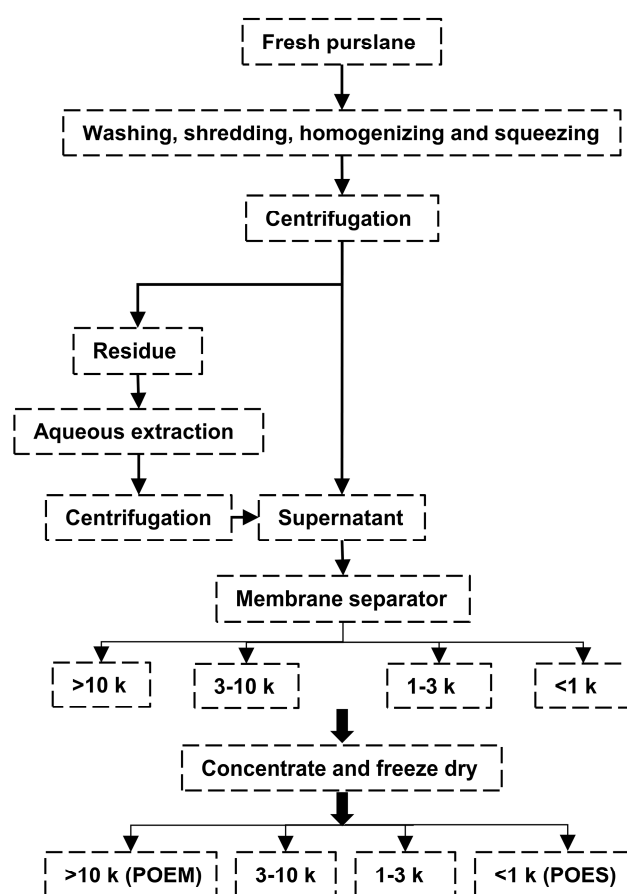 Fresh purslane
Washing, shredding, homogenizing and squeezing
Centrifugation
Residue
Aqueous extraction
Centrifugation
Supernatant
Membrane separator
>10 k
3-10 k
1-3 k
<1 k
Concentrate and freeze dry
>10 k (POEM)
3-10 k
1-3 k
<1 k (POES)